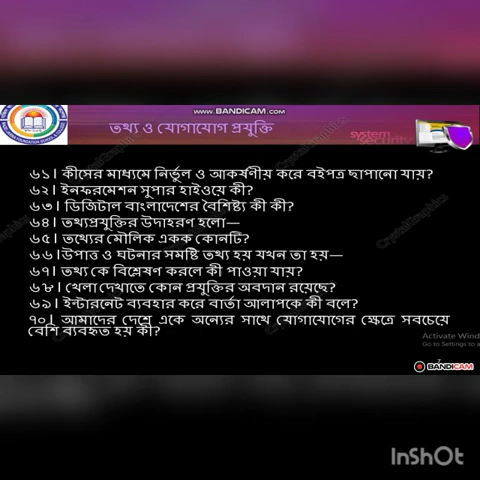 www.BANDICAM.com
তথ্য ও যোগাযোগ প্রযুক্তি
system
security
৬১। কীসের মাধ্যমে নির্ভুল ও আকর্ষণীয় করে বইপত্র ছাপানো যায়?
৬২। ইনফরমেশন সুপার হাইওয়ে কী?
৬৩। ডিজিটাল বাংলাদেশের বৈশিষ্ট্য কী কী?
৬৪। তথ্যপ্রযুক্তির উদাহরণ হলো—
৬৫। তথ্যের মৌলিক একক কোনটি?
৬৬।উপাত্ত ও ঘটনার সমষ্টি তথ্য হয় যখন তা হয়—
৬৭। তথ্য কে বিশ্লেষণ করলে কী পাওয়া যায়?
৬৮। খেলা দেখাতে কোন প্রযুক্তির অবদান রয়েছে?
৬৯। ইন্টারনেট ব্যবহার করে বার্তা আলাপকে কী বলে?
৭০। আমাদের দেশে একে অন্যের সাথে যোগাযোগের ক্ষেত্রে সবচেয়ে
বেশি ব্যবহৃত হয় কী?
Activate Wind
Go to Settings to a
7
BANDICAM
InShOt